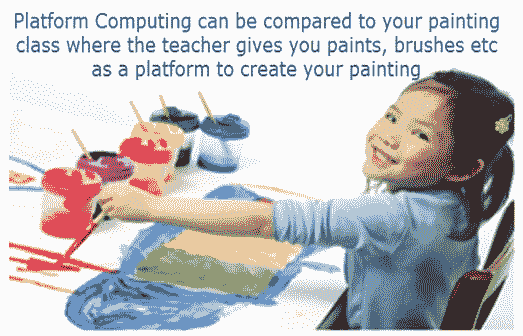 Platform Computing can be compared to your painting
class where the teacher gives you paints, brushes etc
as a platform to create your painting